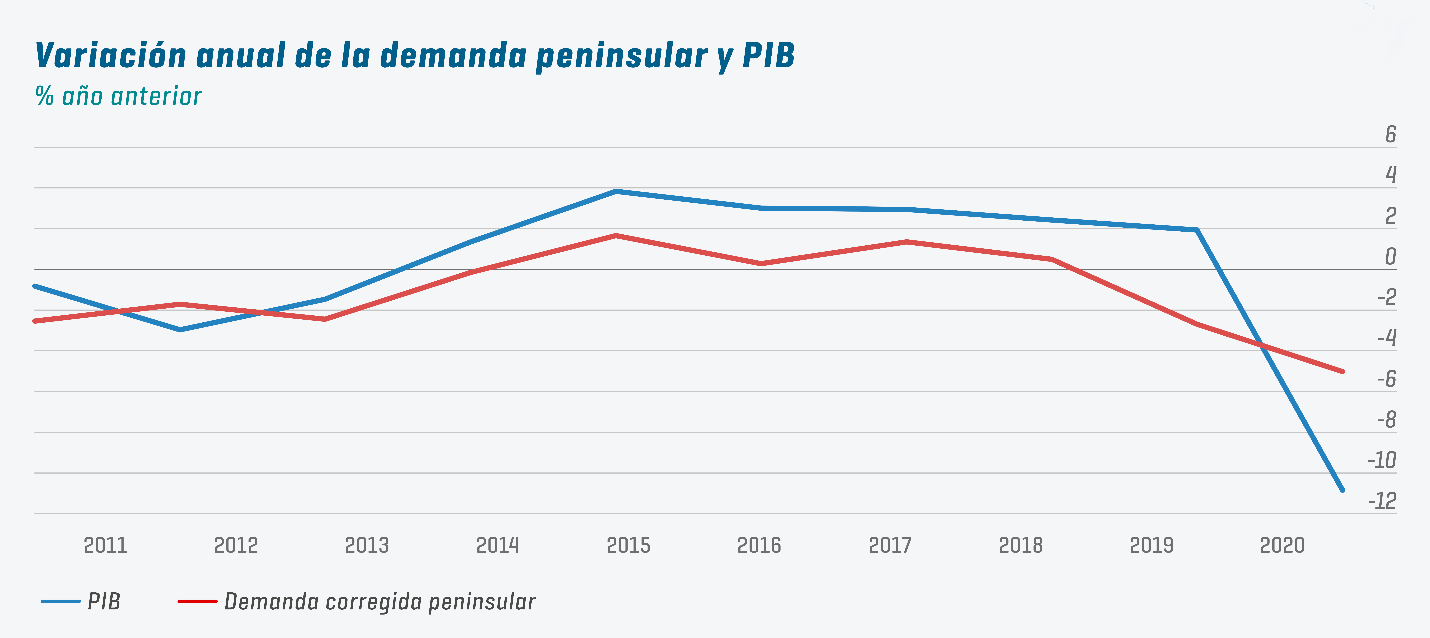 Variación anual de la demanda peninsular y PIB
% año anterior
6
4
2
0
-2
-4
-6
-8
-10
-12
2011 2012 2013 2014 2015 2016 2017 2018 2019 2020
PIB Demanda corregida peninsular